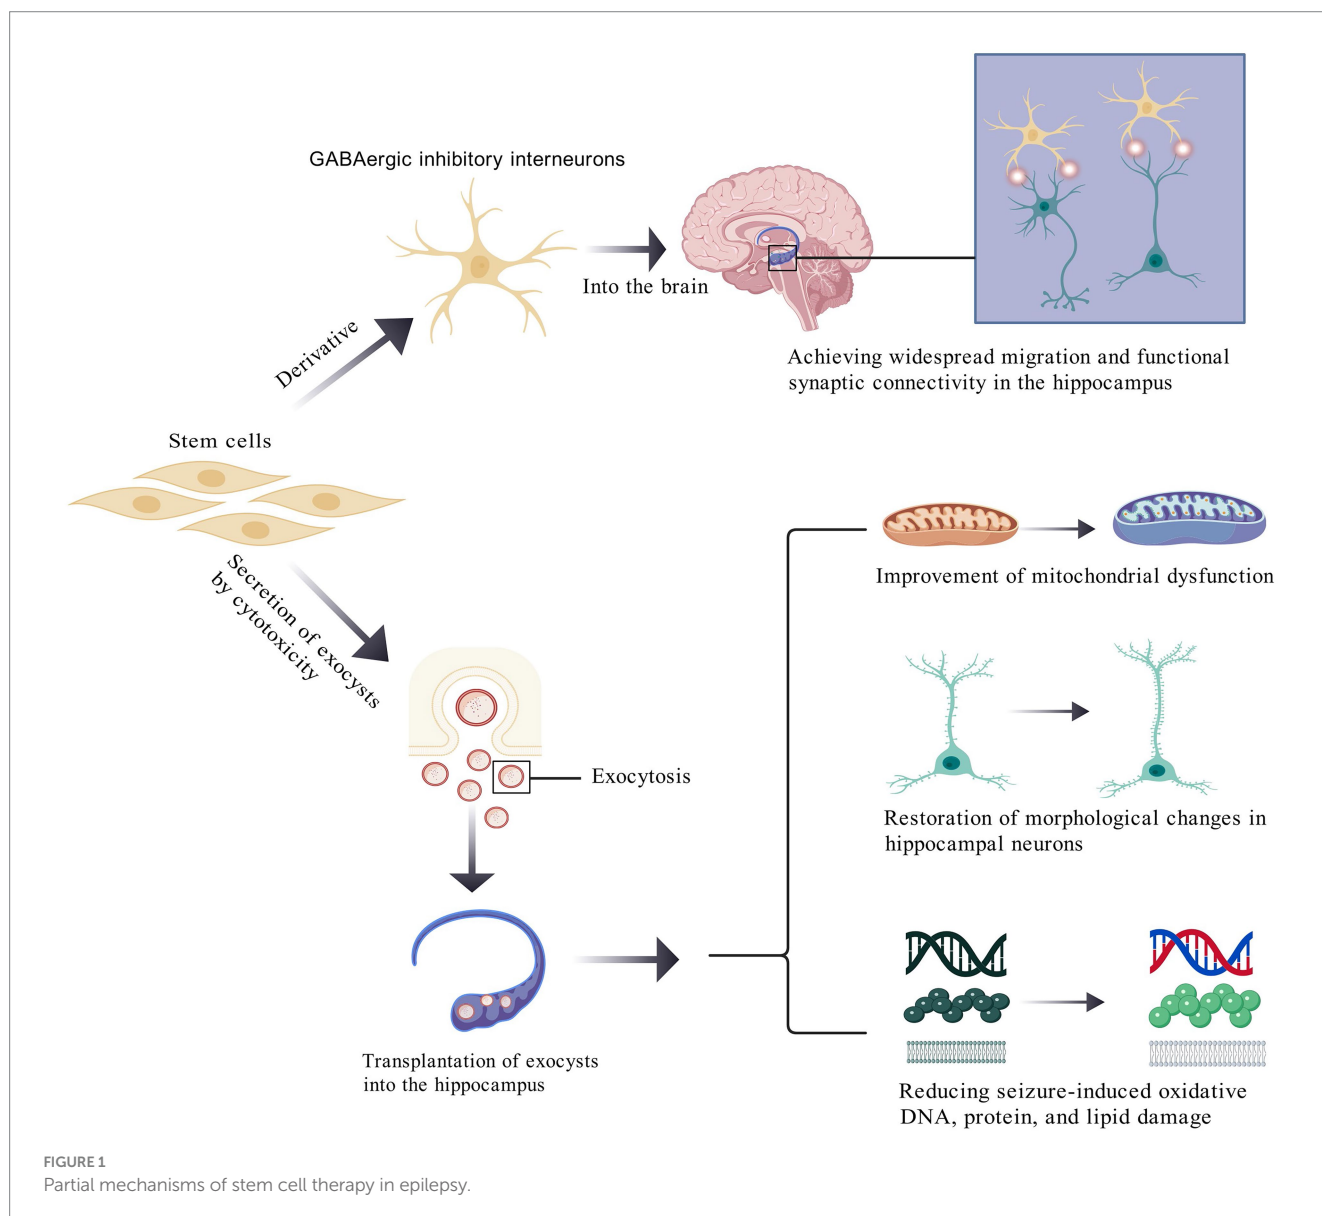 GABAergic inhibitory interneurons
Into the brain
Achieving widespread migration and functional
synaptic connectivity in the hippocampus
Derivative
Stem cells
Secretion of exocysts
by cytotoxicity
Exocytosis
Transplantation of exocysts
into the hippocampus
Improvement of mitochondrial dysfunction
Restoration of morphological changes in
hippocampal neurons
Reducing seizure-induced oxidative
DNA, protein, and lipid damage
FIGURE 1
Partial mechanisms of stem cell therapy in epilepsy.